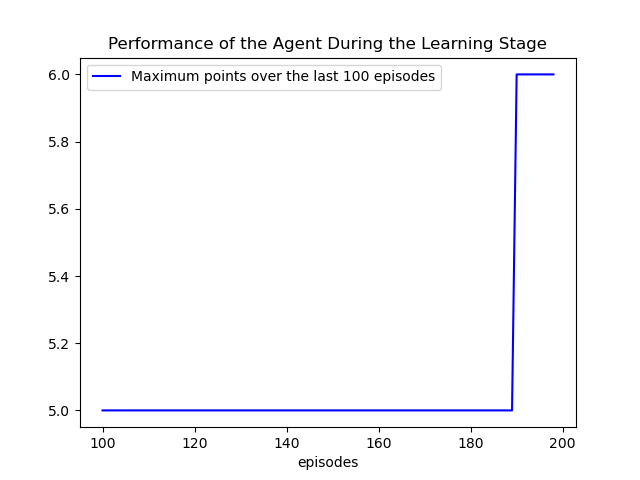 Performance of the Agent During the Learning Stage
Maximum points over the last 100 episodes
6.0
5.8
5.6
5.4
5.2
5.0
100 120 140 160 180 200
episodes